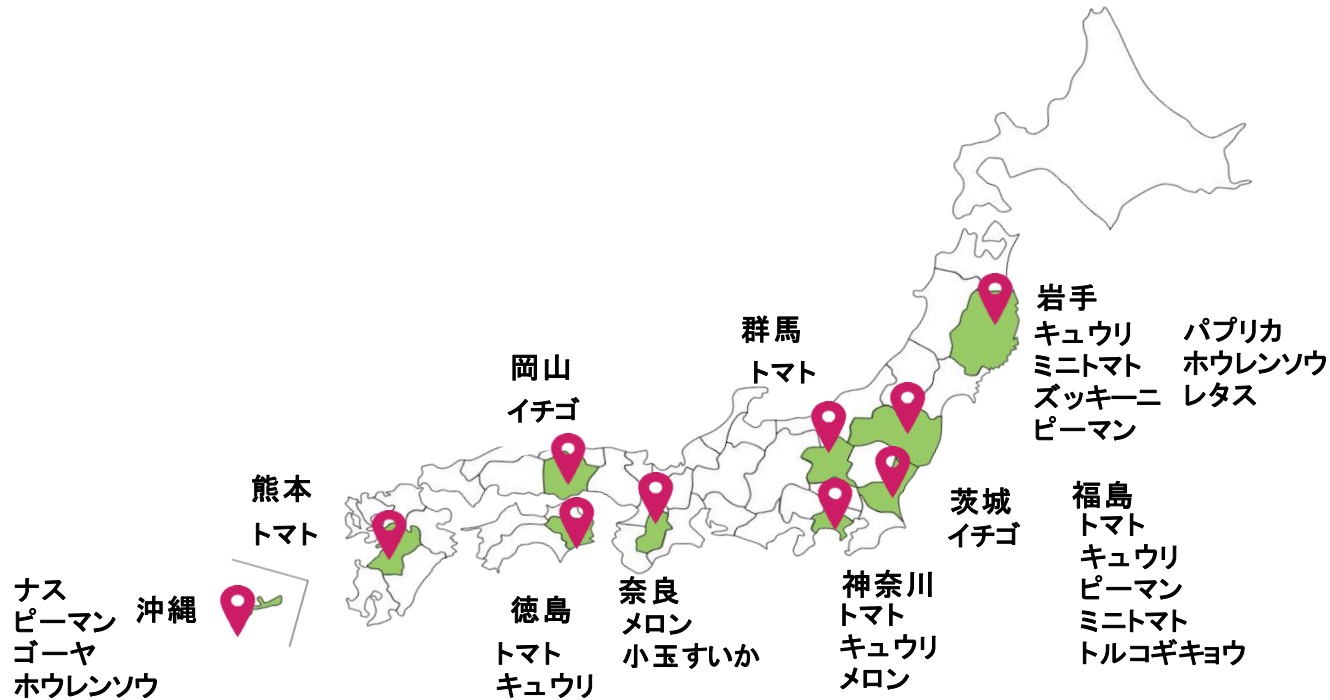 岩手
キュウリ
ミニトマト
ズッキーニ
ピーマン
パプリカ
ホウレンソウ
レタス
群馬
トマト
岡山
イチゴ
熊本
トマト
茨城
イチゴ
福島
トマト
キュウリ
ピーマン
ミニトマト
トルコギキョウ
神奈川
トマト
キュウリ
メロン
奈良
メロン
小玉すいか
徳島
トマト
キュウリ
沖縄
ナス
ピーマン
ゴーヤ
ホウレンソウ